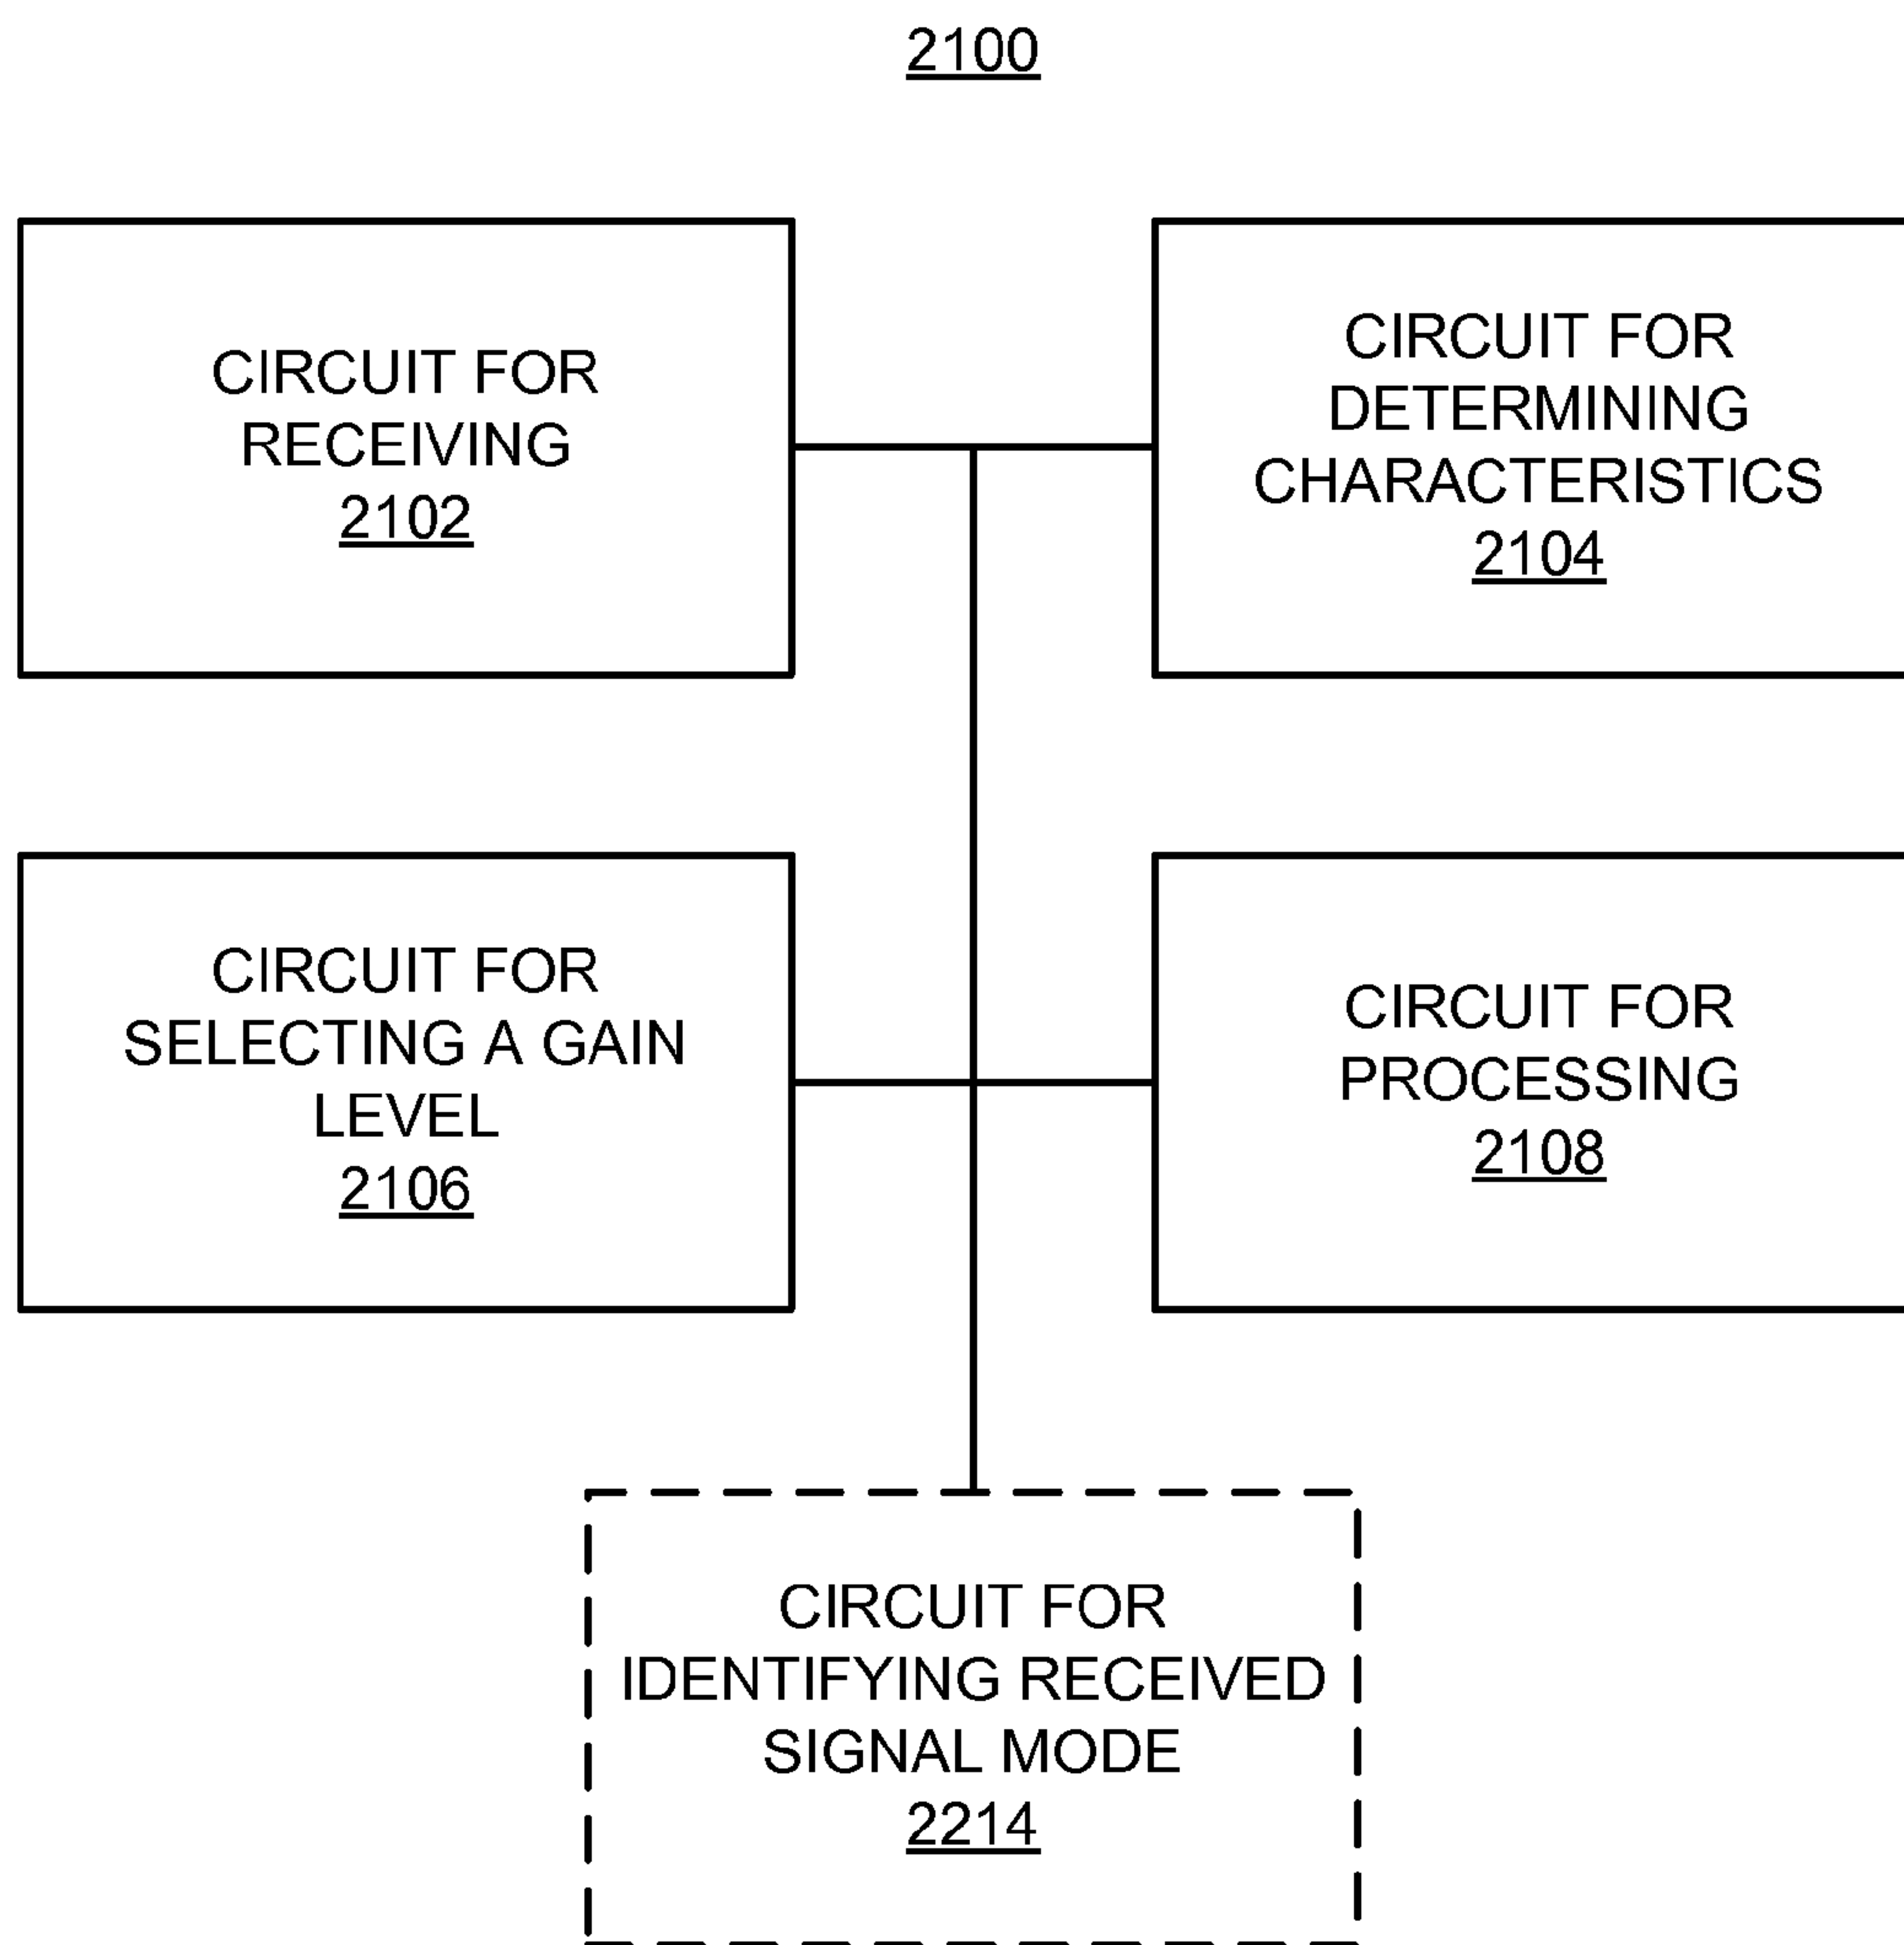 2100
CIRCUIT FOR
RECEIVING
2102
CIRCUIT FOR
DETERMINING
CHARACTERISTICS
2104
CIRCUIT FOR
SELECTING A GAIN
LEVEL
2106
CIRCUIT FOR
PROCESSING
2108
CIRCUIT FOR
IDENTIFYING RECEIVED
SIGNAL MODE
2214